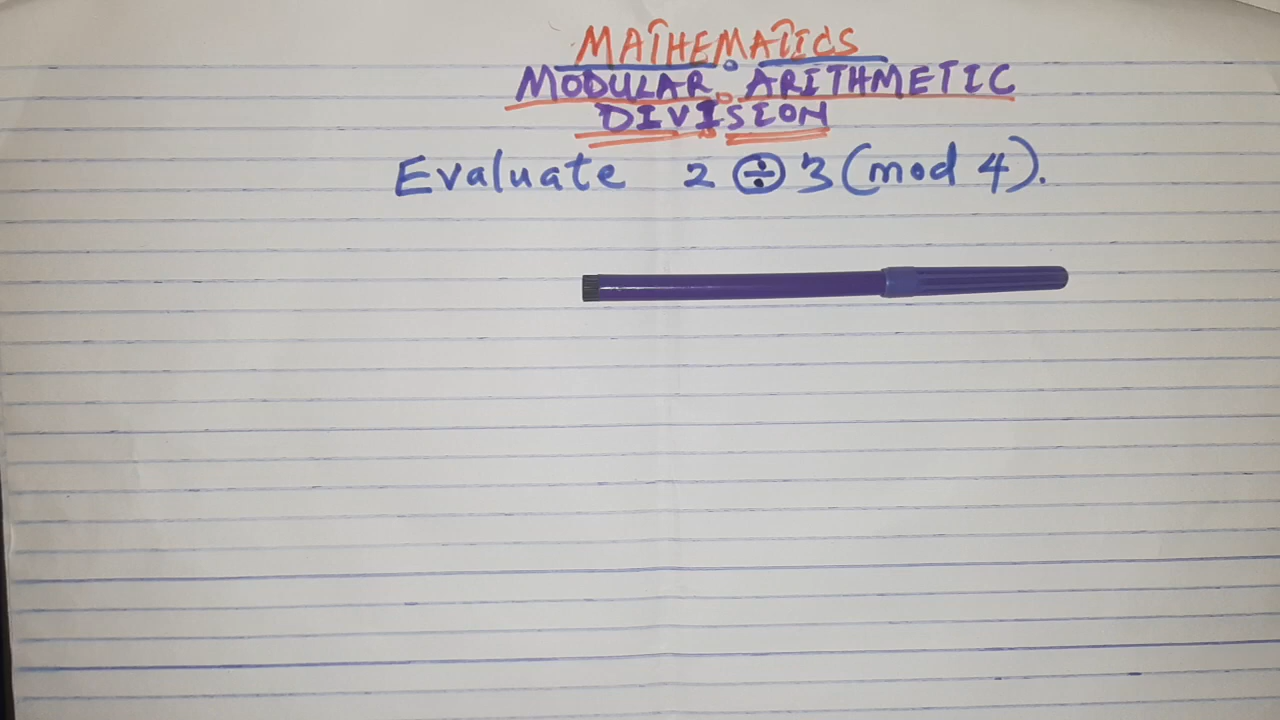 MATHEMATICS
MODULAR ARITHMETIC
DIVISION
Evaluate 2 ⨸ 3 (mod 4).